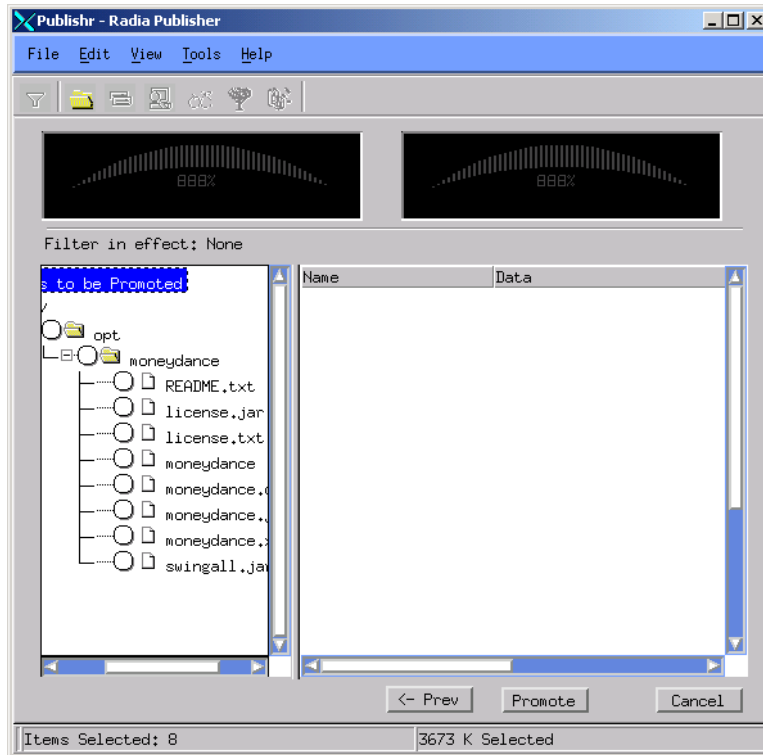 Publishr - Radia Publisher
File Edit View Tools Help
888% 888%
Filter in effect: None
s to be Promoted
Name Data
/
opt
moneydance
README.txt
license.jar
license.txt
moneydance
moneydance.
moneydance.
moneydance.
swingall.jar
<- Prev Promote Cancel
Items Selected: 8 3673 K Selected